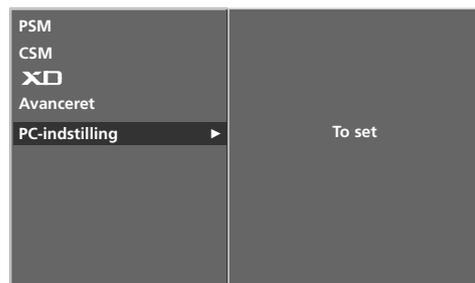 PSM
CSM
XD
Avanceret
PC-indstilling ►
To set